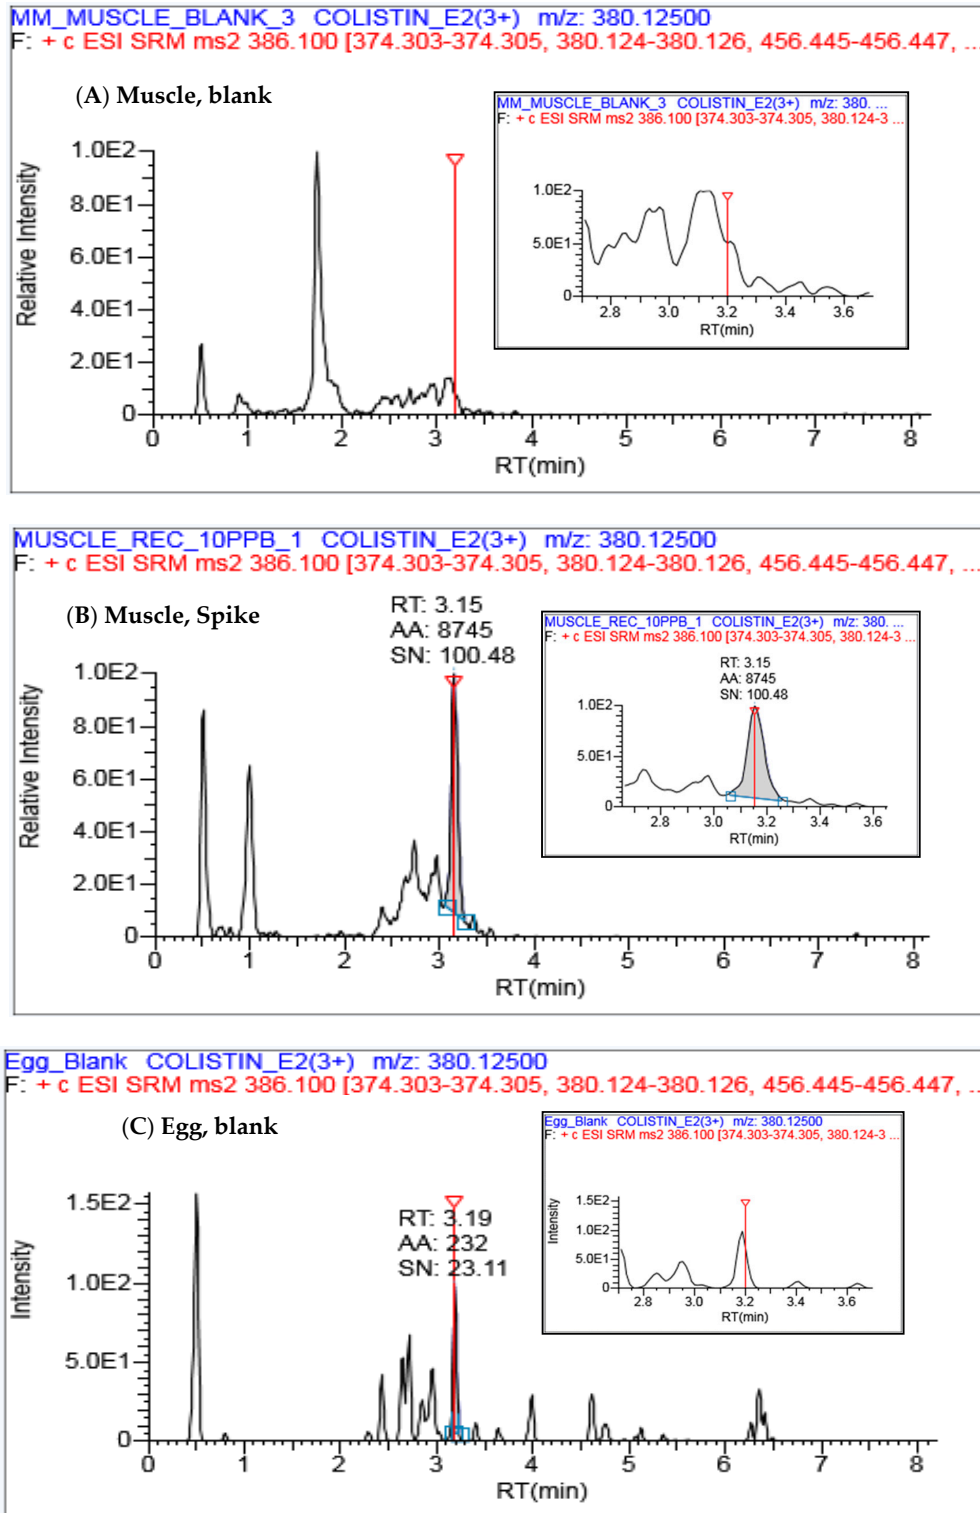 MM_MUSCLE_BLANK_3 COLISTIN_E2(3+) m/z: 380.12500
F: + c ESI SRM ms2 386.100 [374.303-374.305, 380.124-380.126, 456.445-456.447, ...
(A) Muscle, blank
Relative Intensity
1.0E2
8.0E1
6.0E1
4.0E1
2.0E1
0
0 1 2 3 4 5 6 7 8
RT(min)
MM_MUSCLE_BLANK_3 COLISTIN_E2(3+) m/z: 380. ...
F: + c ESI SRM ms2 386.100 [374.303-374.305, 380.124-3 ...
1.0E2
5.0E1
0
2.8 3.0 3.2 3.4 3.6
RT(min)
MUSCLE_REC_10PPB_1 COLISTIN_E2(3+) m/z: 380.12500
F: + c ESI SRM ms2 386.100 [374.303-374.305, 380.124-380.126, 456.445-456.447, ...
(B) Muscle, Spike
RT: 3.15
AA: 8745
SN: 100.48
Relative Intensity
1.0E2
8.0E1
6.0E1
4.0E1
2.0E1
0
0 1 2 3 4 5 6 7 8
RT(min)
MUSCLE_REC_10PPB_1 COLISTIN_E2(3+) m/z: 380. ...
F: + c ESI SRM ms2 386.100 [374.303-374.305, 380.124-3 ...
RT: 3.15
AA: 8745
SN: 100.48
1.0E2
5.0E1
0
2.8 3.0 3.2 3.4 3.6
RT(min)
Egg_Blank COLISTIN_E2(3+) m/z: 380.12500
F: + c ESI SRM ms2 386.100 [374.303-374.305, 380.124-380.126, 456.445-456.447, ...
(C) Egg, blank
RT: 3.19
AA: 232
SN: 23.11
Intensity
1.5E2
1.0E2
5.0E1
0
0 1 2 3 4 5 6 7 8
RT(min)
Egg_Blank COLISTIN_E2(3+) m/z: 380.12500
F: + c ESI SRM ms2 386.100 [374.303-374.305, 380.124-3 ...
Intensity
1.5E2
1.0E2
5.0E1
0
2.8 3.0 3.2 3.4 3.6
RT(min)